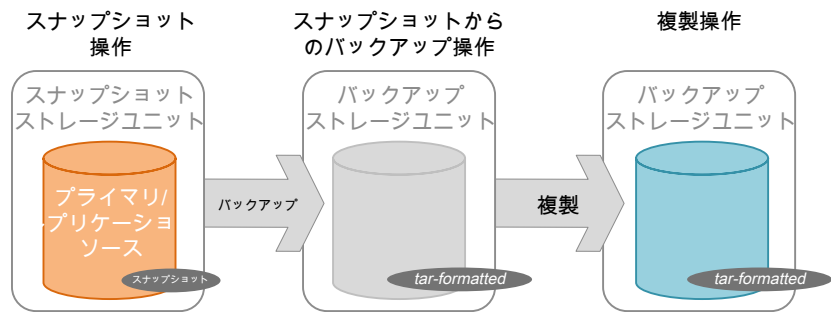 スナップショット
操作
スナップショットから
のバックアップ操作
複製操作
スナップショット
ストレージユニット
バックアップ
ストレージユニット
バックアップ
ストレージユニット
プライマリ/
プリケーショ
ソース
バックアップ
複製
スナップショット
tar-formatted
tar-formatted